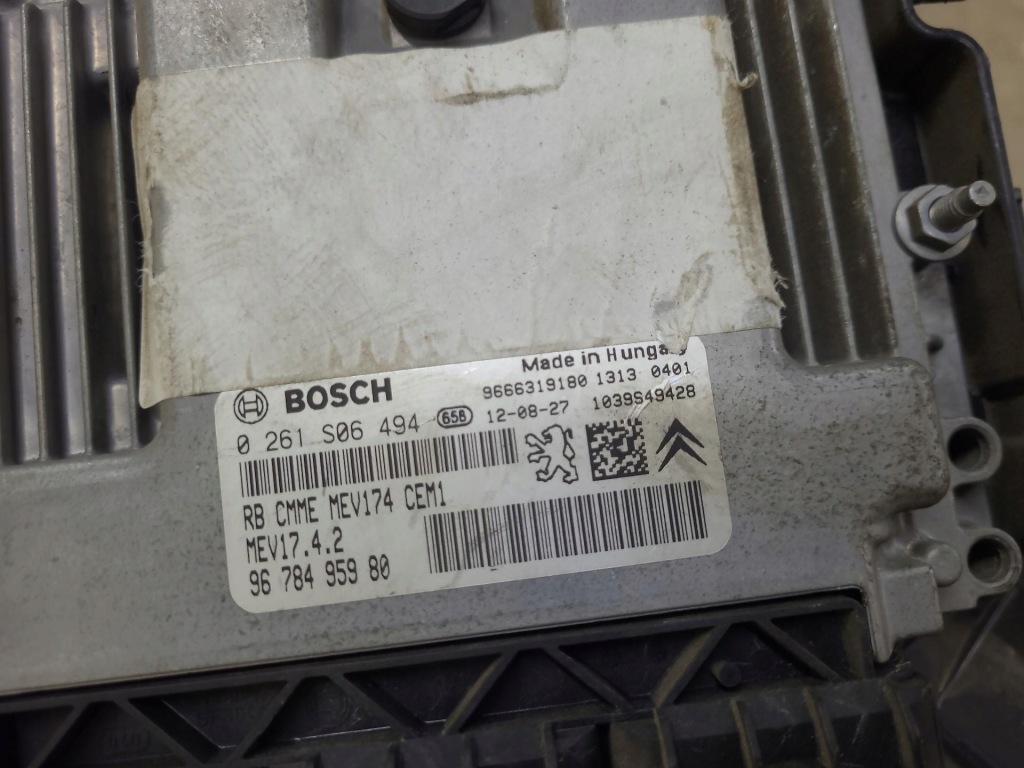 Made in Hungary
BOSCH
9666319180 1313 0401
0 261 S06 494 65B 12-08-27 1039S49428
RB CMME MEV174 CEM1
MEV17.4.2
96 784 959 80